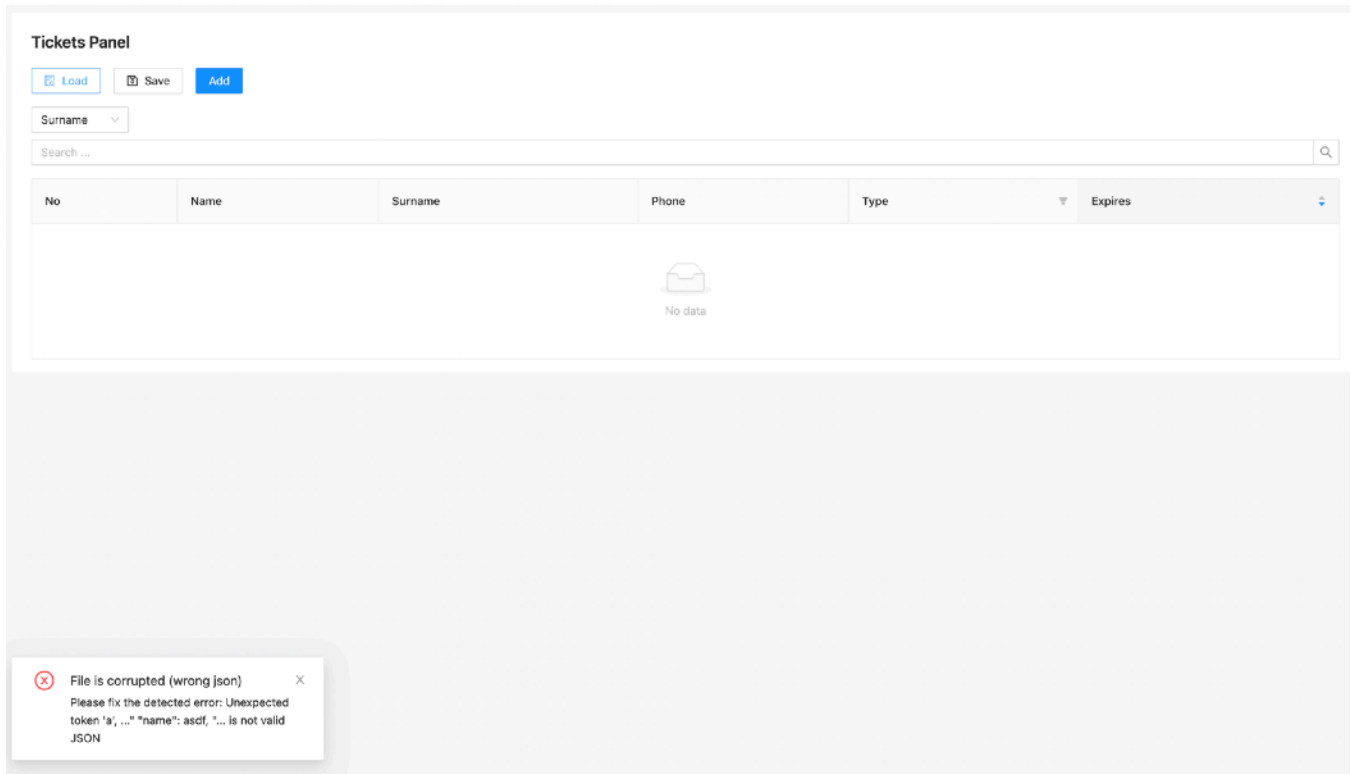 Tickets Panel
Load Save Add
Surname
Search ...
No Name Surname Phone Type Expires
No data
File is corrupted (wrong json)
Please fix the detected error: Unexpected
token 'a', ..." "name": asdf, "... is not valid
JSON